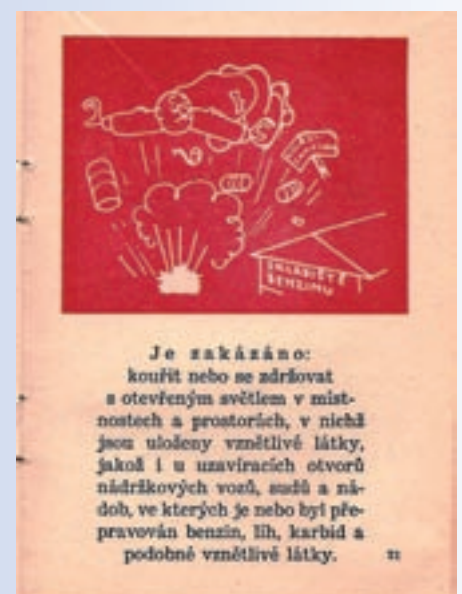 SKLADIŠTĚ
BENZINU
Je zakázáno:
kouřit nebo se zdržovat
s otevřeným světlem v míst-
nostech a prostorách, v nichž
jsou uloženy vznětlivé látky,
jakož i u uzavíracích otvorů
nádržkových vozů, sudů a ná-
dob, ve kterých je nebo byl pře-
pravován benzin, líh, karbid a
podobné vznětlivé látky.